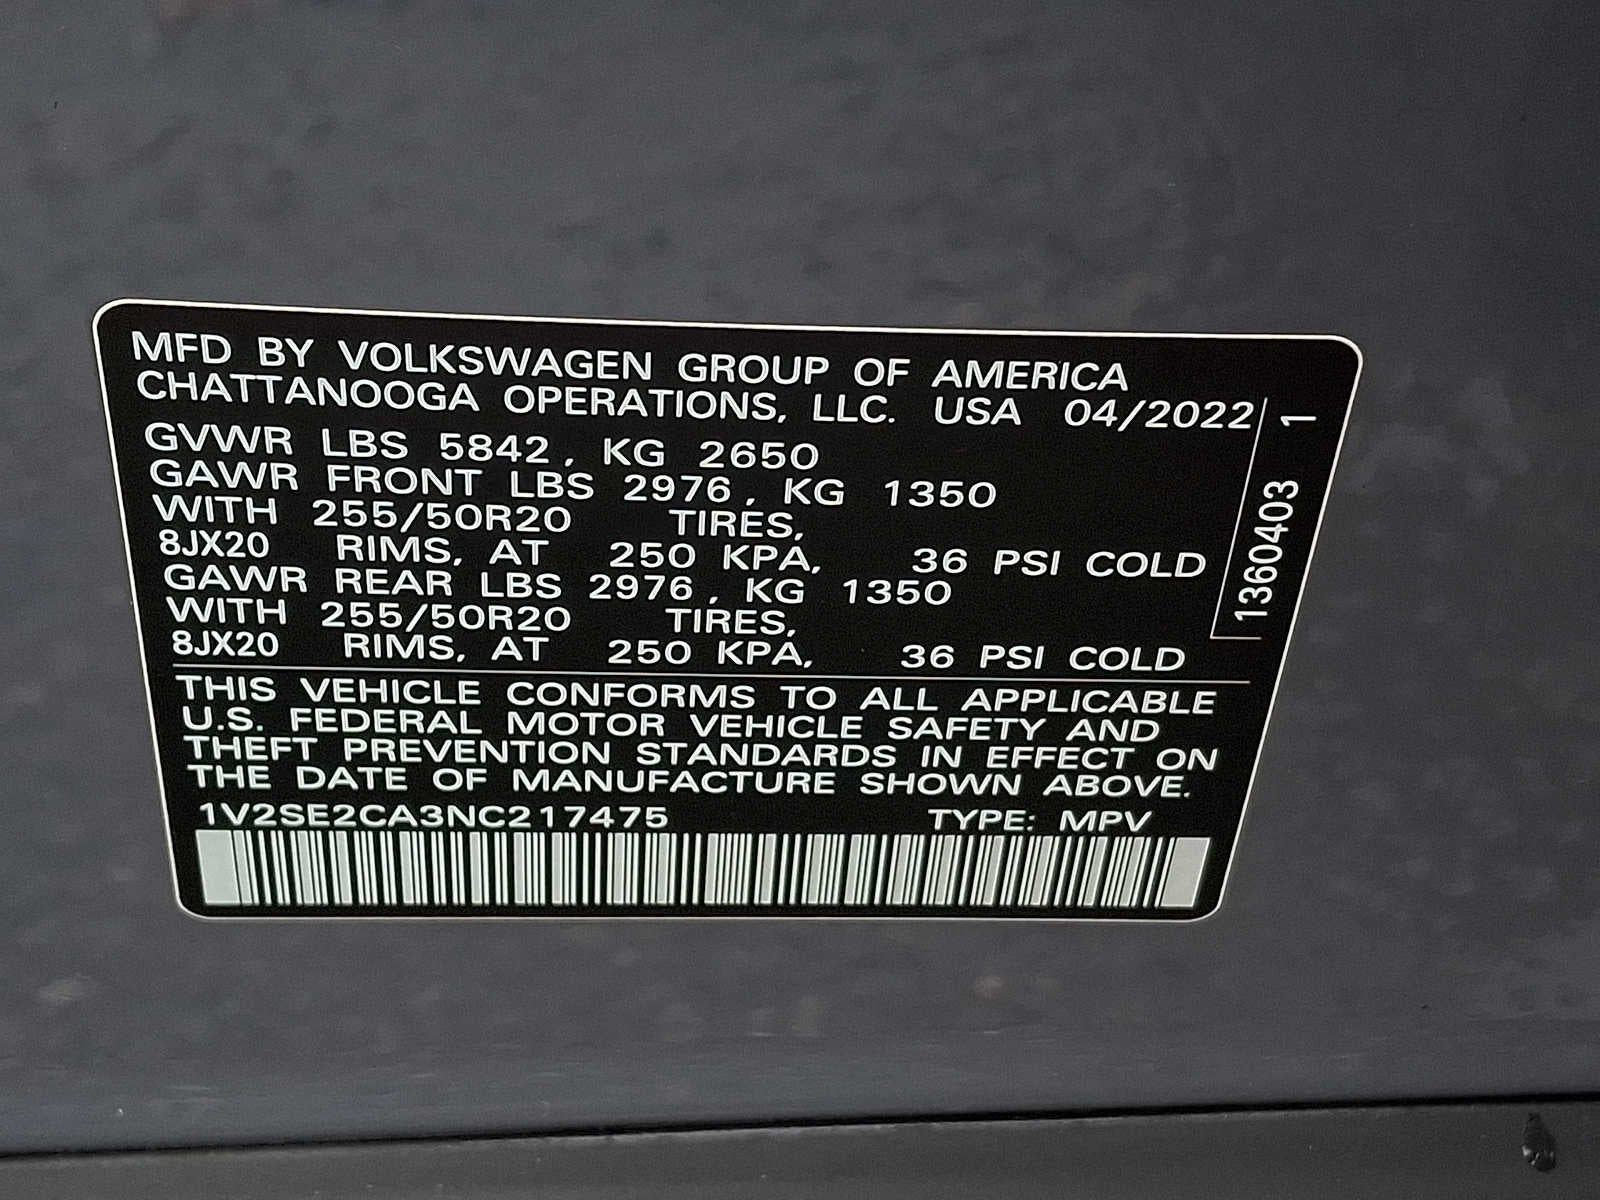 MFD BY VOLKSWAGEN GROUP OF AMERICA
CHATTANOOGA OPERATIONS, LLC. USA 04/2022
GVWR LBS 5842, KG 2650
GAWR FRONT LBS 2976, KG 1350
WITH 255/50R20 TIRES,
8JX20 RIMS, AT 250 KPA, 36 PSI COLD
GAWR REAR LBS 2976, KG 1350
WITH 255/50R20 TIRES,
8JX20 RIMS, AT 250 KPA, 36 PSI COLD
1360403 1
THIS VEHICLE CONFORMS TO ALL APPLICABLE
U.S. FEDERAL MOTOR VEHICLE SAFETY AND
THEFT PREVENTION STANDARDS IN EFFECT ON
THE DATE OF MANUFACTURE SHOWN ABOVE.
1V2SE2CA3NC217475 TYPE: MPV